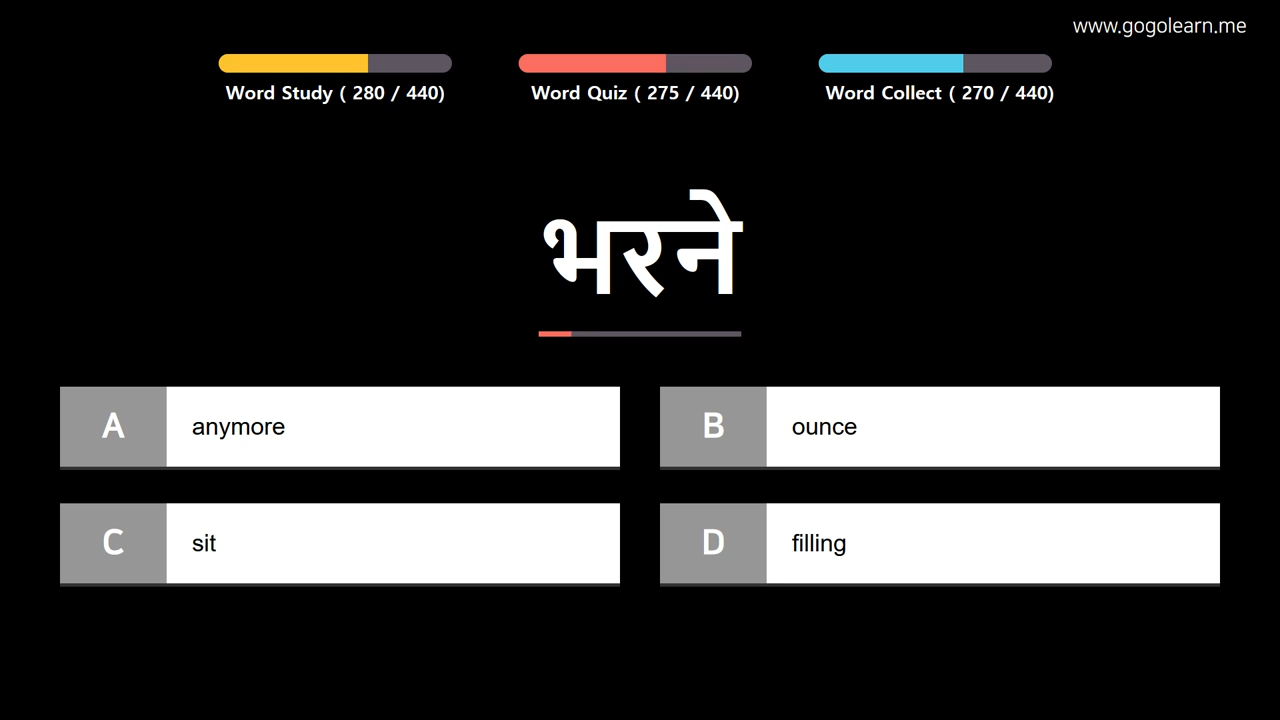 www.gogolearn.me
Word Study ( 280 / 440)
Word Quiz ( 275 / 440)
Word Collect ( 270 / 440)
भरने
A anymore
B ounce
C sit
D filling